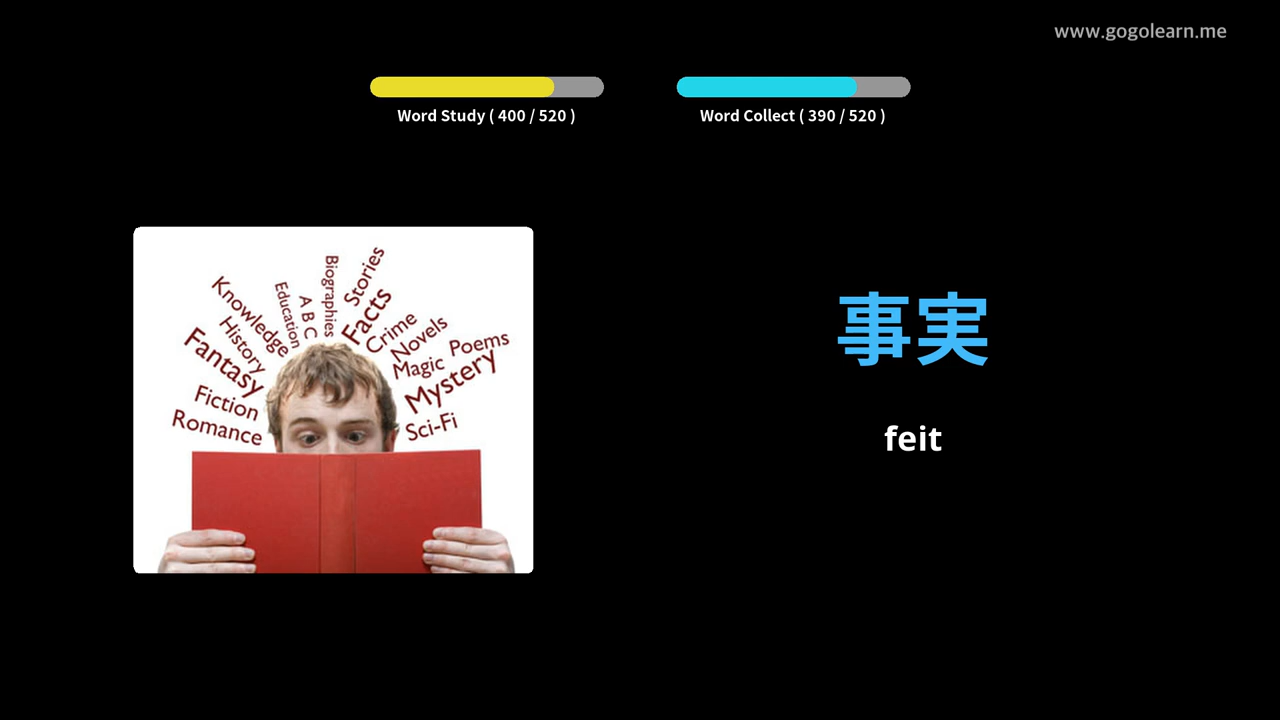 www.gogolearn.me
Word Study ( 400 / 520 )
Word Collect ( 390 / 520 )
Romance
Fiction
Fantasy
History
Knowledge
Education
A B C
Biographies
Stories
Facts
Crime
Novels
Magic
Poems
Mystery
Sci-Fi
事実
feit